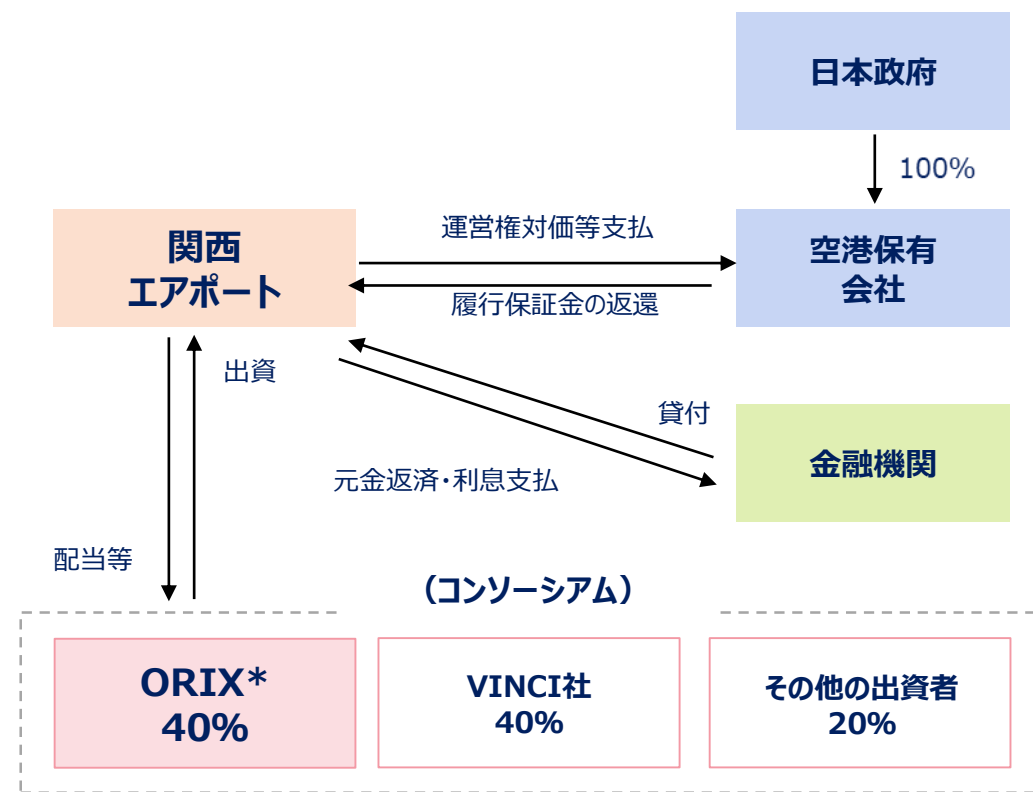 日本政府
100%
関西
エアポート
運営権対価等支払
空港保有
会社
履行保証金の返還
出資
貸付
金融機関
元金返済・利息支払
配当等
（コンソーシアム）
ORIX*
40%
VINCI社
40%
その他の出資者
20%